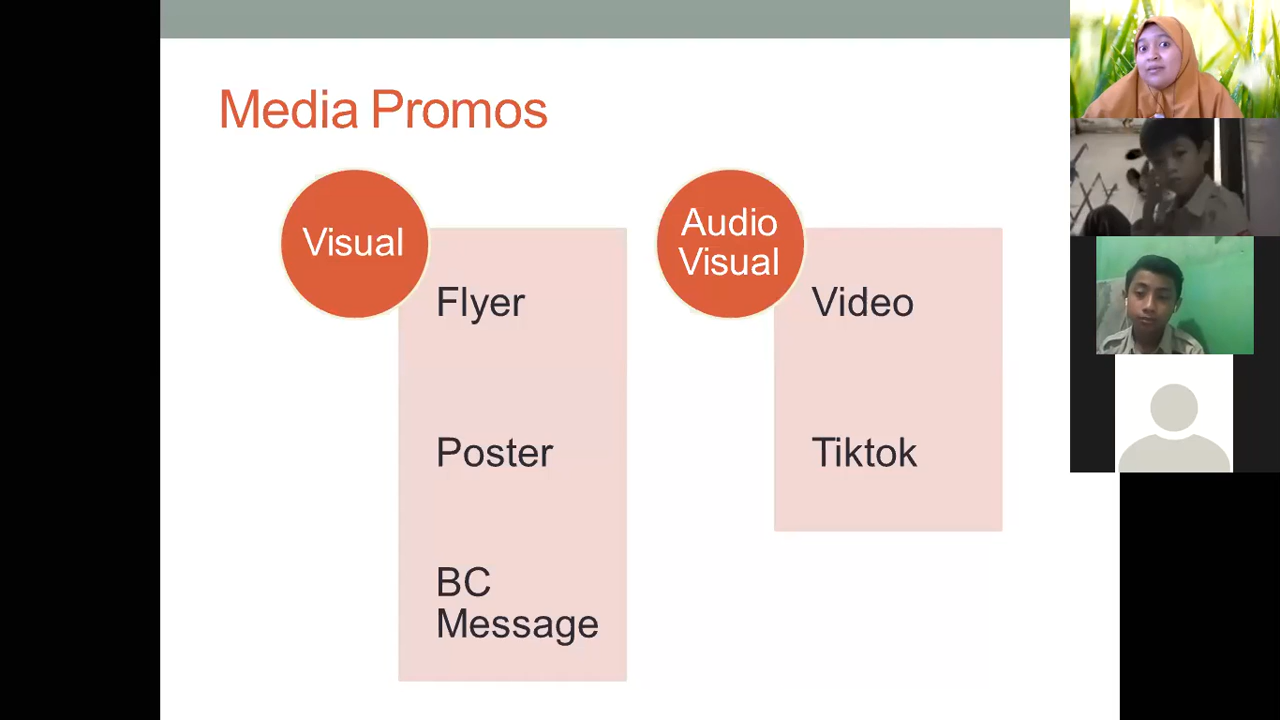 Media Promos
Visual
Flyer
Poster
BC
Message
Audio
Visual
Video
Tiktok